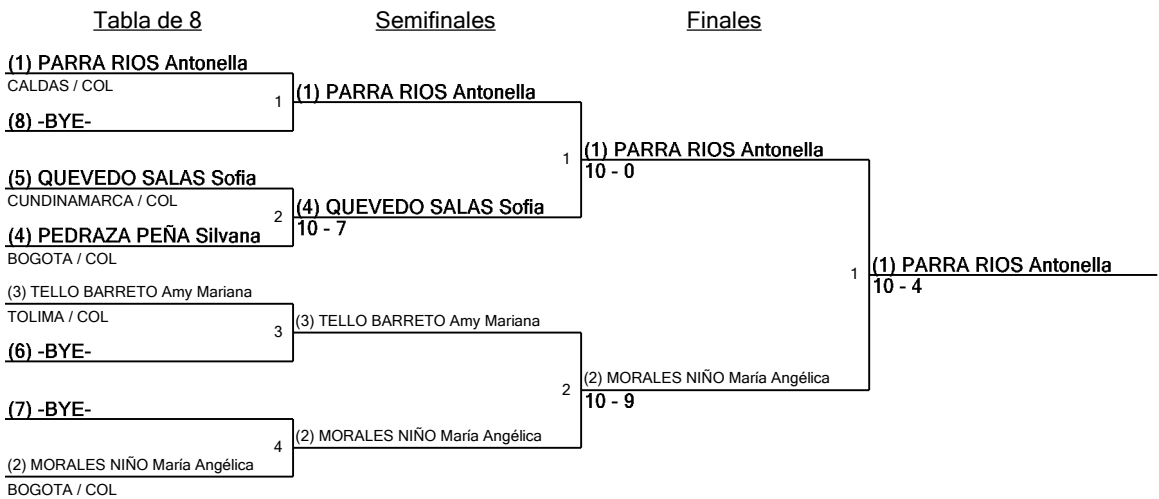 Tabla de 8
Semifinales
Finales
(1) PARRA RIOS Antonella
CALDAS / COL
1
(8) -BYE-
(5) QUEVEDO SALAS Sofia
CUNDINAMARCA / COL
2
(4) PEDRAZA PEÑA Silvana
BOGOTA / COL
(3) TELLO BARRETO Amy Mariana
TOLIMA / COL
3
(6) -BYE-
(7) -BYE-
4
(2) MORALES NIÑO María Angélica
BOGOTA / COL
(1) PARRA RIOS Antonella
1
(4) QUEVEDO SALAS Sofia
10 - 7
(3) TELLO BARRETO Amy Mariana
2
(2) MORALES NIÑO María Angélica
(1) PARRA RIOS Antonella
10 - 0
1
(2) MORALES NIÑO María Angélica
10 - 9
(1) PARRA RIOS Antonella
10 - 4